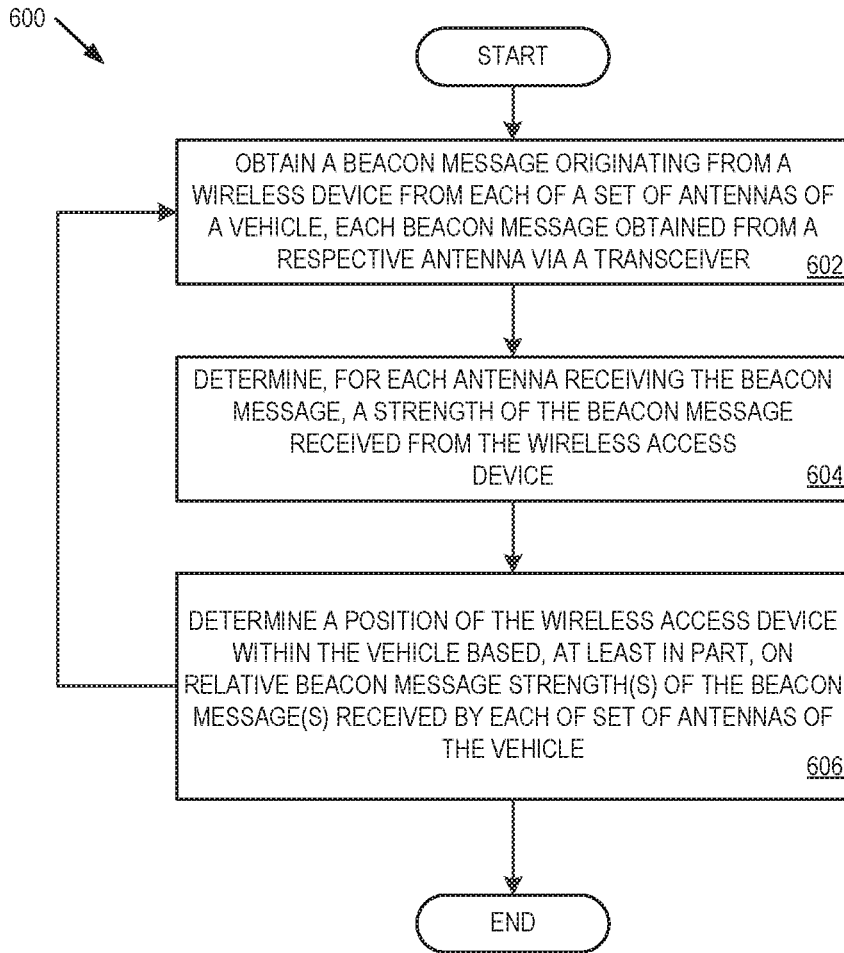 600
START
OBTAIN A BEACON MESSAGE ORIGINATING FROM A
WIRELESS DEVICE FROM EACH OF A SET OF ANTENNAS OF
A VEHICLE, EACH BEACON MESSAGE OBTAINED FROM A
RESPECTIVE ANTENNA VIA A TRANSCEIVER
602
DETERMINE, FOR EACH ANTENNA RECEIVING THE BEACON
MESSAGE, A STRENGTH OF THE BEACON MESSAGE
RECEIVED FROM THE WIRELESS ACCESS
DEVICE
604
DETERMINE A POSITION OF THE WIRELESS ACCESS DEVICE
WITHIN THE VEHICLE BASED, AT LEAST IN PART, ON
RELATIVE BEACON MESSAGE STRENGTH(S) OF THE BEACON
MESSAGE(S) RECEIVED BY EACH OF SET OF ANTENNAS OF
THE VEHICLE
606
END